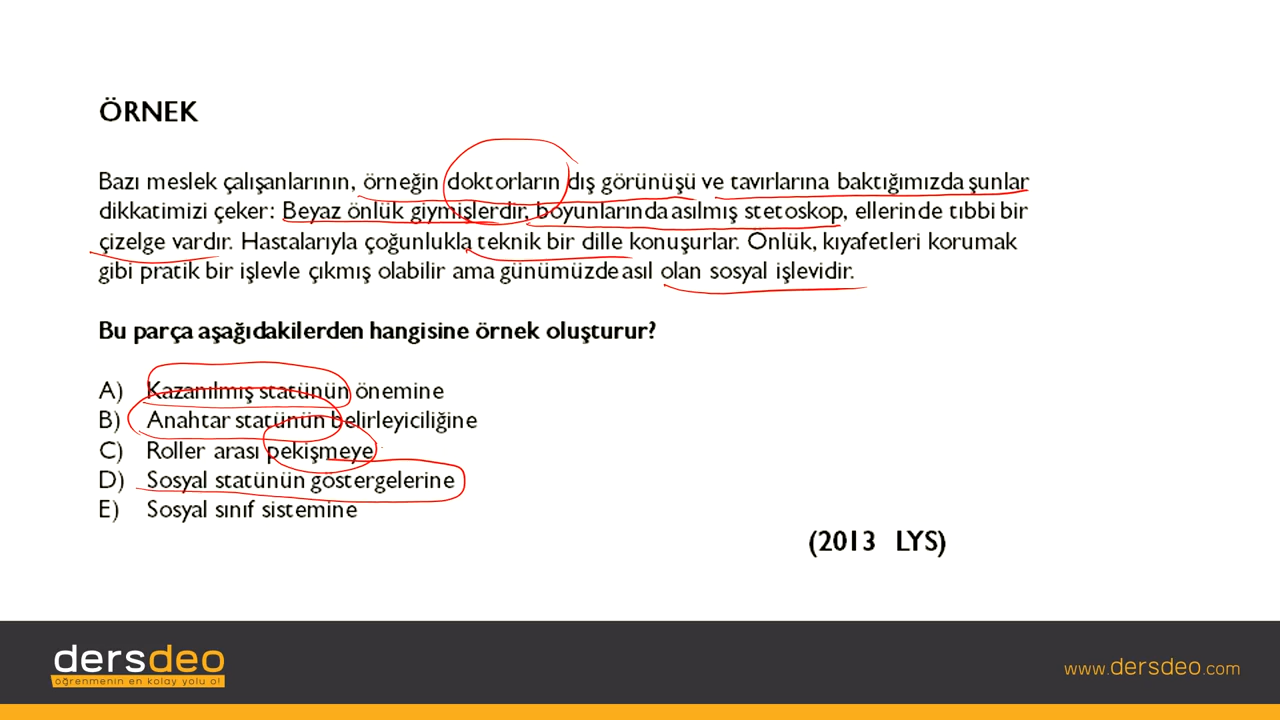 ÖRNEK
Bazı meslek çalışanlarının, örneğin doktorların dış görünüşü ve tavırlarına baktığımızda şunlar
dikkatimizi çeker: Beyaz önlük giymişlerdir, boyunlarında asılmış stetoskop, ellerinde tıbbi bir
çizelge vardır. Hastalarıyla çoğunlukla teknik bir dille konuşurlar. Önlük, kıyafetleri korumak
gibi pratik bir işlevle çıkmış olabilir ama günümüzde asıl olan sosyal işlevidir.
Bu parça aşağıdakilerden hangisine örnek oluşturur?
A) Kazanılmış statünün önemine
B) Anahtar statünün belirleyiciliğine
C) Roller arası pekişmeye
D) Sosyal statünün göstergelerine
E) Sosyal sınıf sistemine
(2013 LYS)
dersdeo
öğrenmenin en kolay yolu o!
www.dersdeo.com